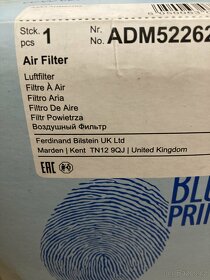 Stck. 1
pcs
Nr. ADM52262
No.
Air Filter
Luftfilter
Filtre À Air
Filtro Aria
Filtro De Aire
Filtr Powietrza
Воздушный Фильтр
Ferdinand Bilstein UK Ltd
Marden | Kent TN12 9QJ | United Kingdom
EAC
BLU
PRIN